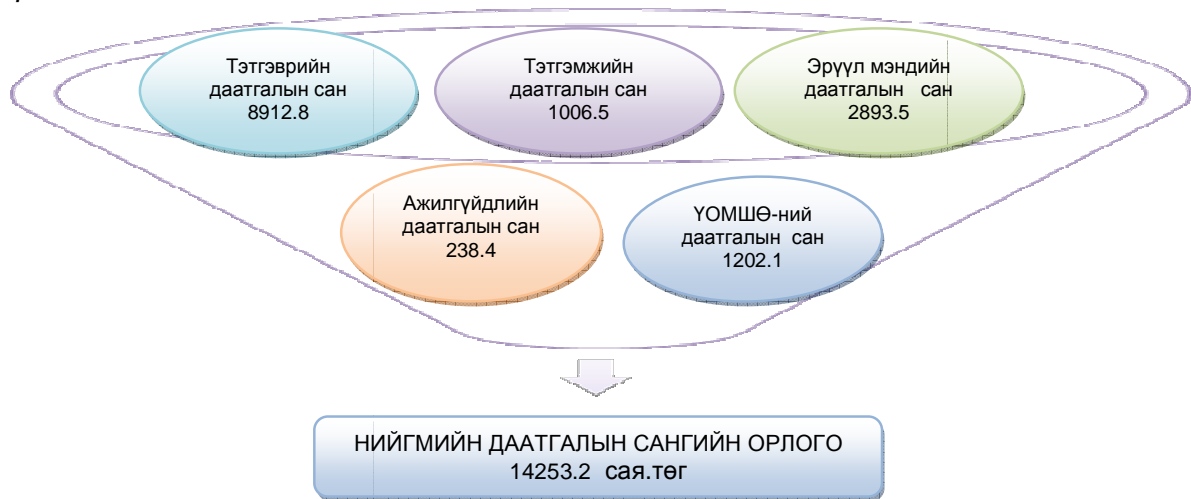 Тэтгэврийн
даатгалын сан
8912.8
Тэтгэмжийн
даатгалын сан
1006.5
Эрүүл мэндийн
даатгалын сан
2893.5
Ажилгүйдлийн
даатгалын сан
238.4
ҮОМШӨ-ний
даатгалын сан
1202.1
НИЙГМИЙН ДААТГАЛЫН САНГИЙН ОРЛОГО
14253.2 сая.төг